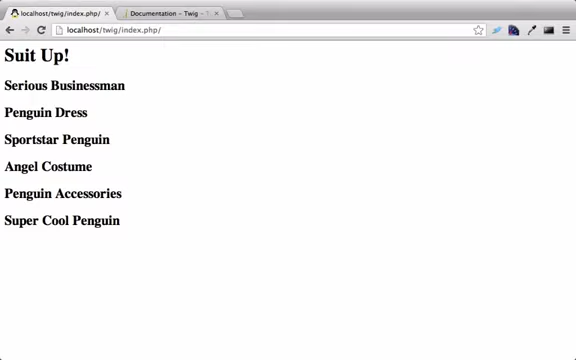 localhost/twig/index.php/
Documentation – Twig –
localhost/twig/index.php/
Suit Up!
Serious Businessman
Penguin Dress
Sportstar Penguin
Angel Costume
Penguin Accessories
Super Cool Penguin